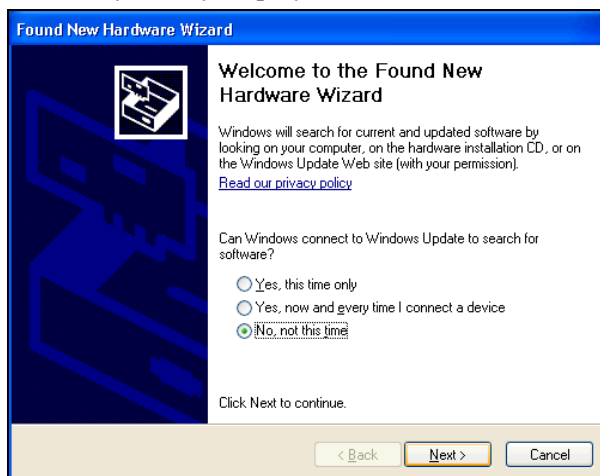 Found New Hardware Wizard
Welcome to the Found New
Hardware Wizard
Windows will search for current and updated software by
looking on your computer, on the hardware installation CD, or on
the Windows Update Web site (with your permission).
Read our privacy policy
Can Windows connect to Windows Update to search for
software?
Yes, this time only
Yes, now and every time I connect a device
No, not this time
Click Next to continue.
< Back Next > Cancel